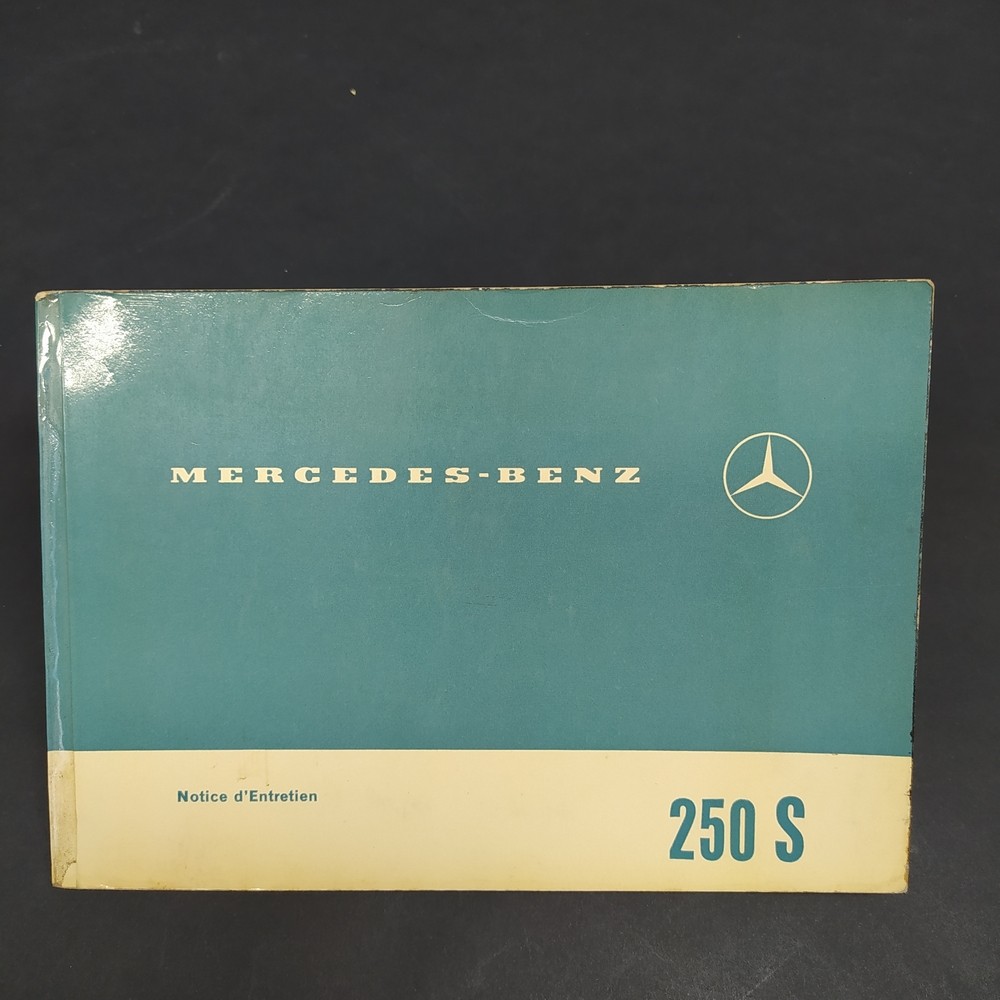 MERCEDES-BENZ
Notice d'Entretien
250 S